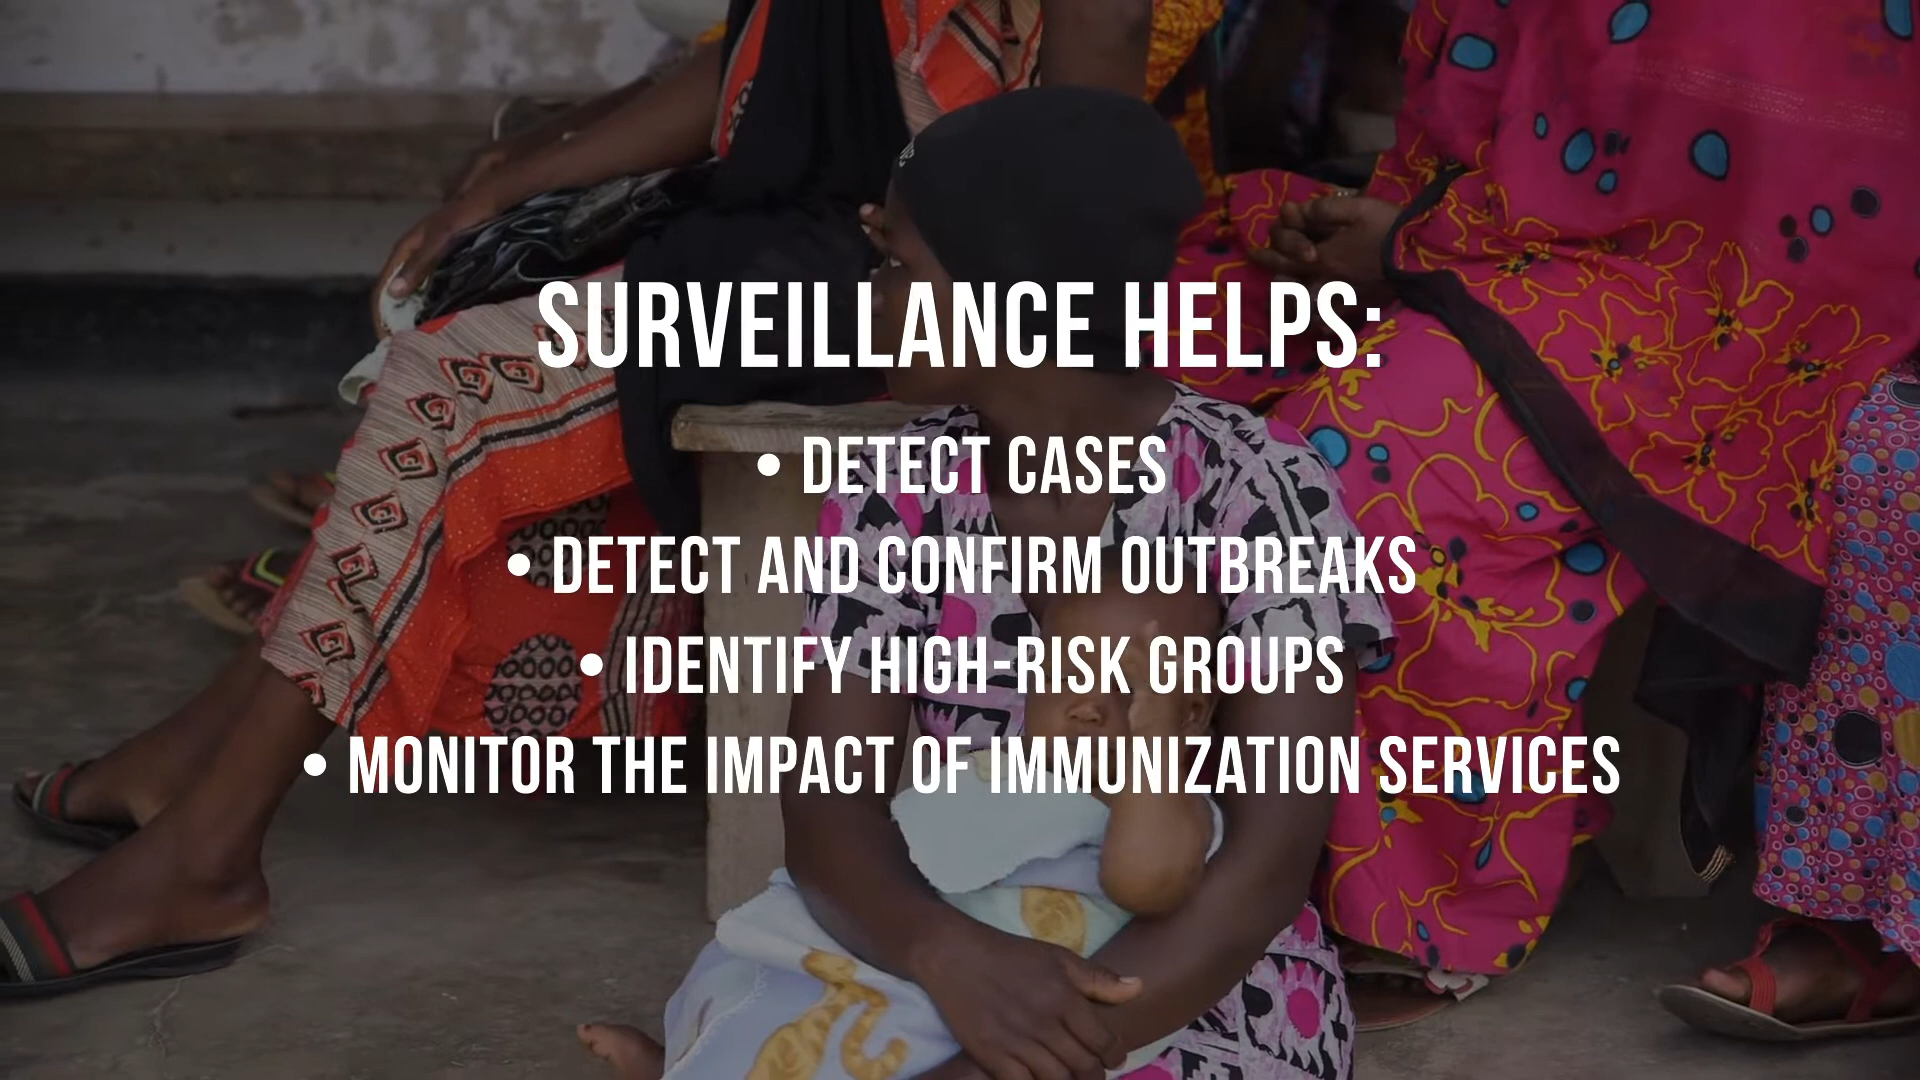 SURVEILLANCE HELPS:
• DETECT CASES
• DETECT AND CONFIRM OUTBREAKS
• IDENTIFY HIGH-RISK GROUPS
• MONITOR THE IMPACT OF IMMUNIZATION SERVICES